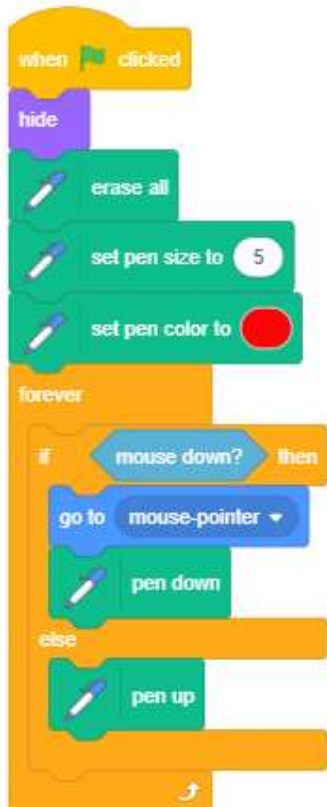 when clicked
hide
erase all
set pen size to 5
set pen color to
forever
if mouse down? then
go to mouse-pointer
pen down
else
pen up